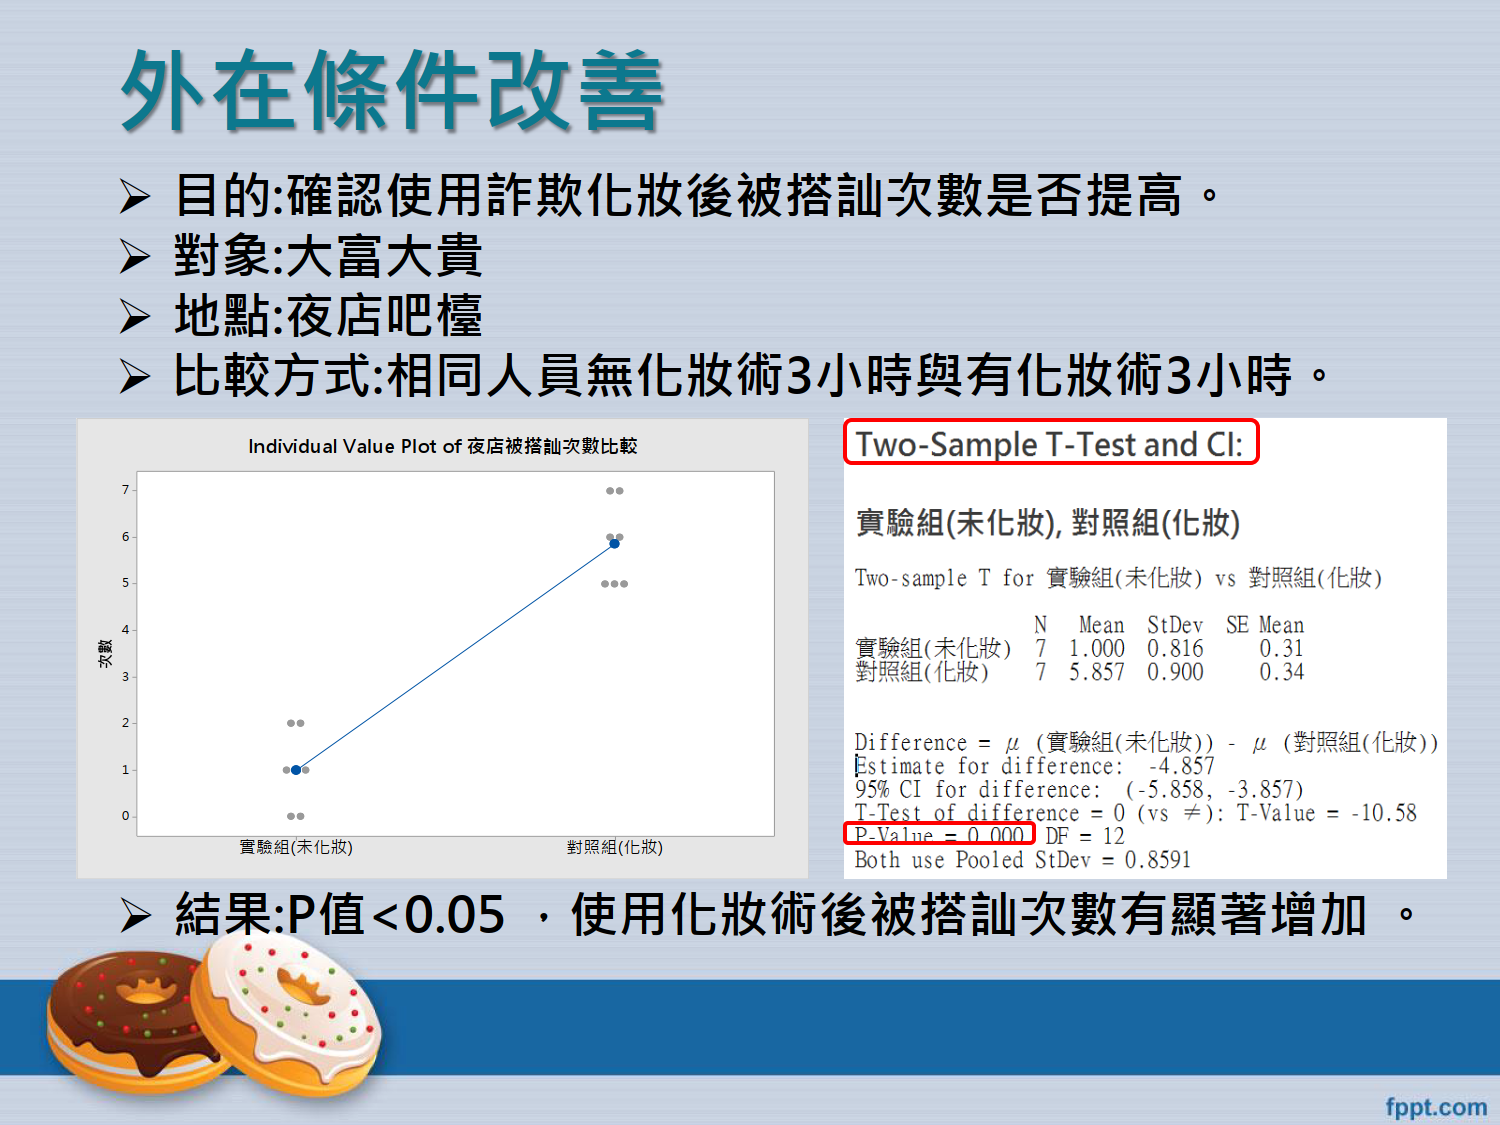 外在條件改善
目的:確認使用詐欺化妝後被搭訕次數是否提高。
對象:大富大貴
地點:夜店吧檯
比較方式:相同人員無化妝術3小時與有化妝術3小時。
Individual Value Plot of 夜店被搭訕次數比較
7
6
5
4
3
2
1
0
次數
實驗組(未化妝) 對照組(化妝)
Two-Sample T-Test and CI:
實驗組(未化妝), 對照組(化妝)
Two-sample T for 實驗組(未化妝) vs 對照組(化妝)
N Mean StDev SE Mean
實驗組(未化妝) 7 1.000 0.816 0.31
對照組(化妝) 7 5.857 0.900 0.34
Difference = μ (實驗組(未化妝)) - μ (對照組(化妝))
Estimate for difference: -4.857
95% CI for difference: (-5.858, -3.857)
T-Test of difference = 0 (vs ≠): T-Value = -10.58
P-Value = 0.000 DF = 12
Both use Pooled StDev = 0.8591
結果:P值<0.05 ，使用化妝術後被搭訕次數有顯著增加 。
fppt.com